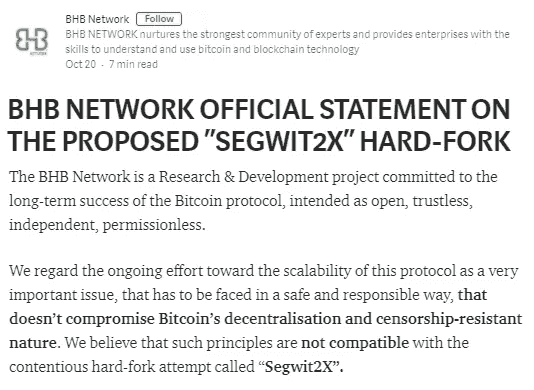 BHB Network Follow
BHB NETWORK nurtures the strongest community of experts and provides enterprises with the
skills to understand and use bitcoin and blockchain technology
Oct 20 · 7 min read
BHB NETWORK OFFICIAL STATEMENT ON
THE PROPOSED "SEGWIT2X" HARD-FORK
The BHB Network is a Research & Development project committed to the
long-term success of the Bitcoin protocol, intended as open, trustless,
independent, permissionless.
We regard the ongoing effort toward the scalability of this protocol as a very
important issue, that has to be faced in a safe and responsible way, that
doesn’t compromise Bitcoin’s decentralisation and censorship-resistant
nature. We believe that such principles are not compatible with the
contentious hard-fork attempt called “Segwit2X”.